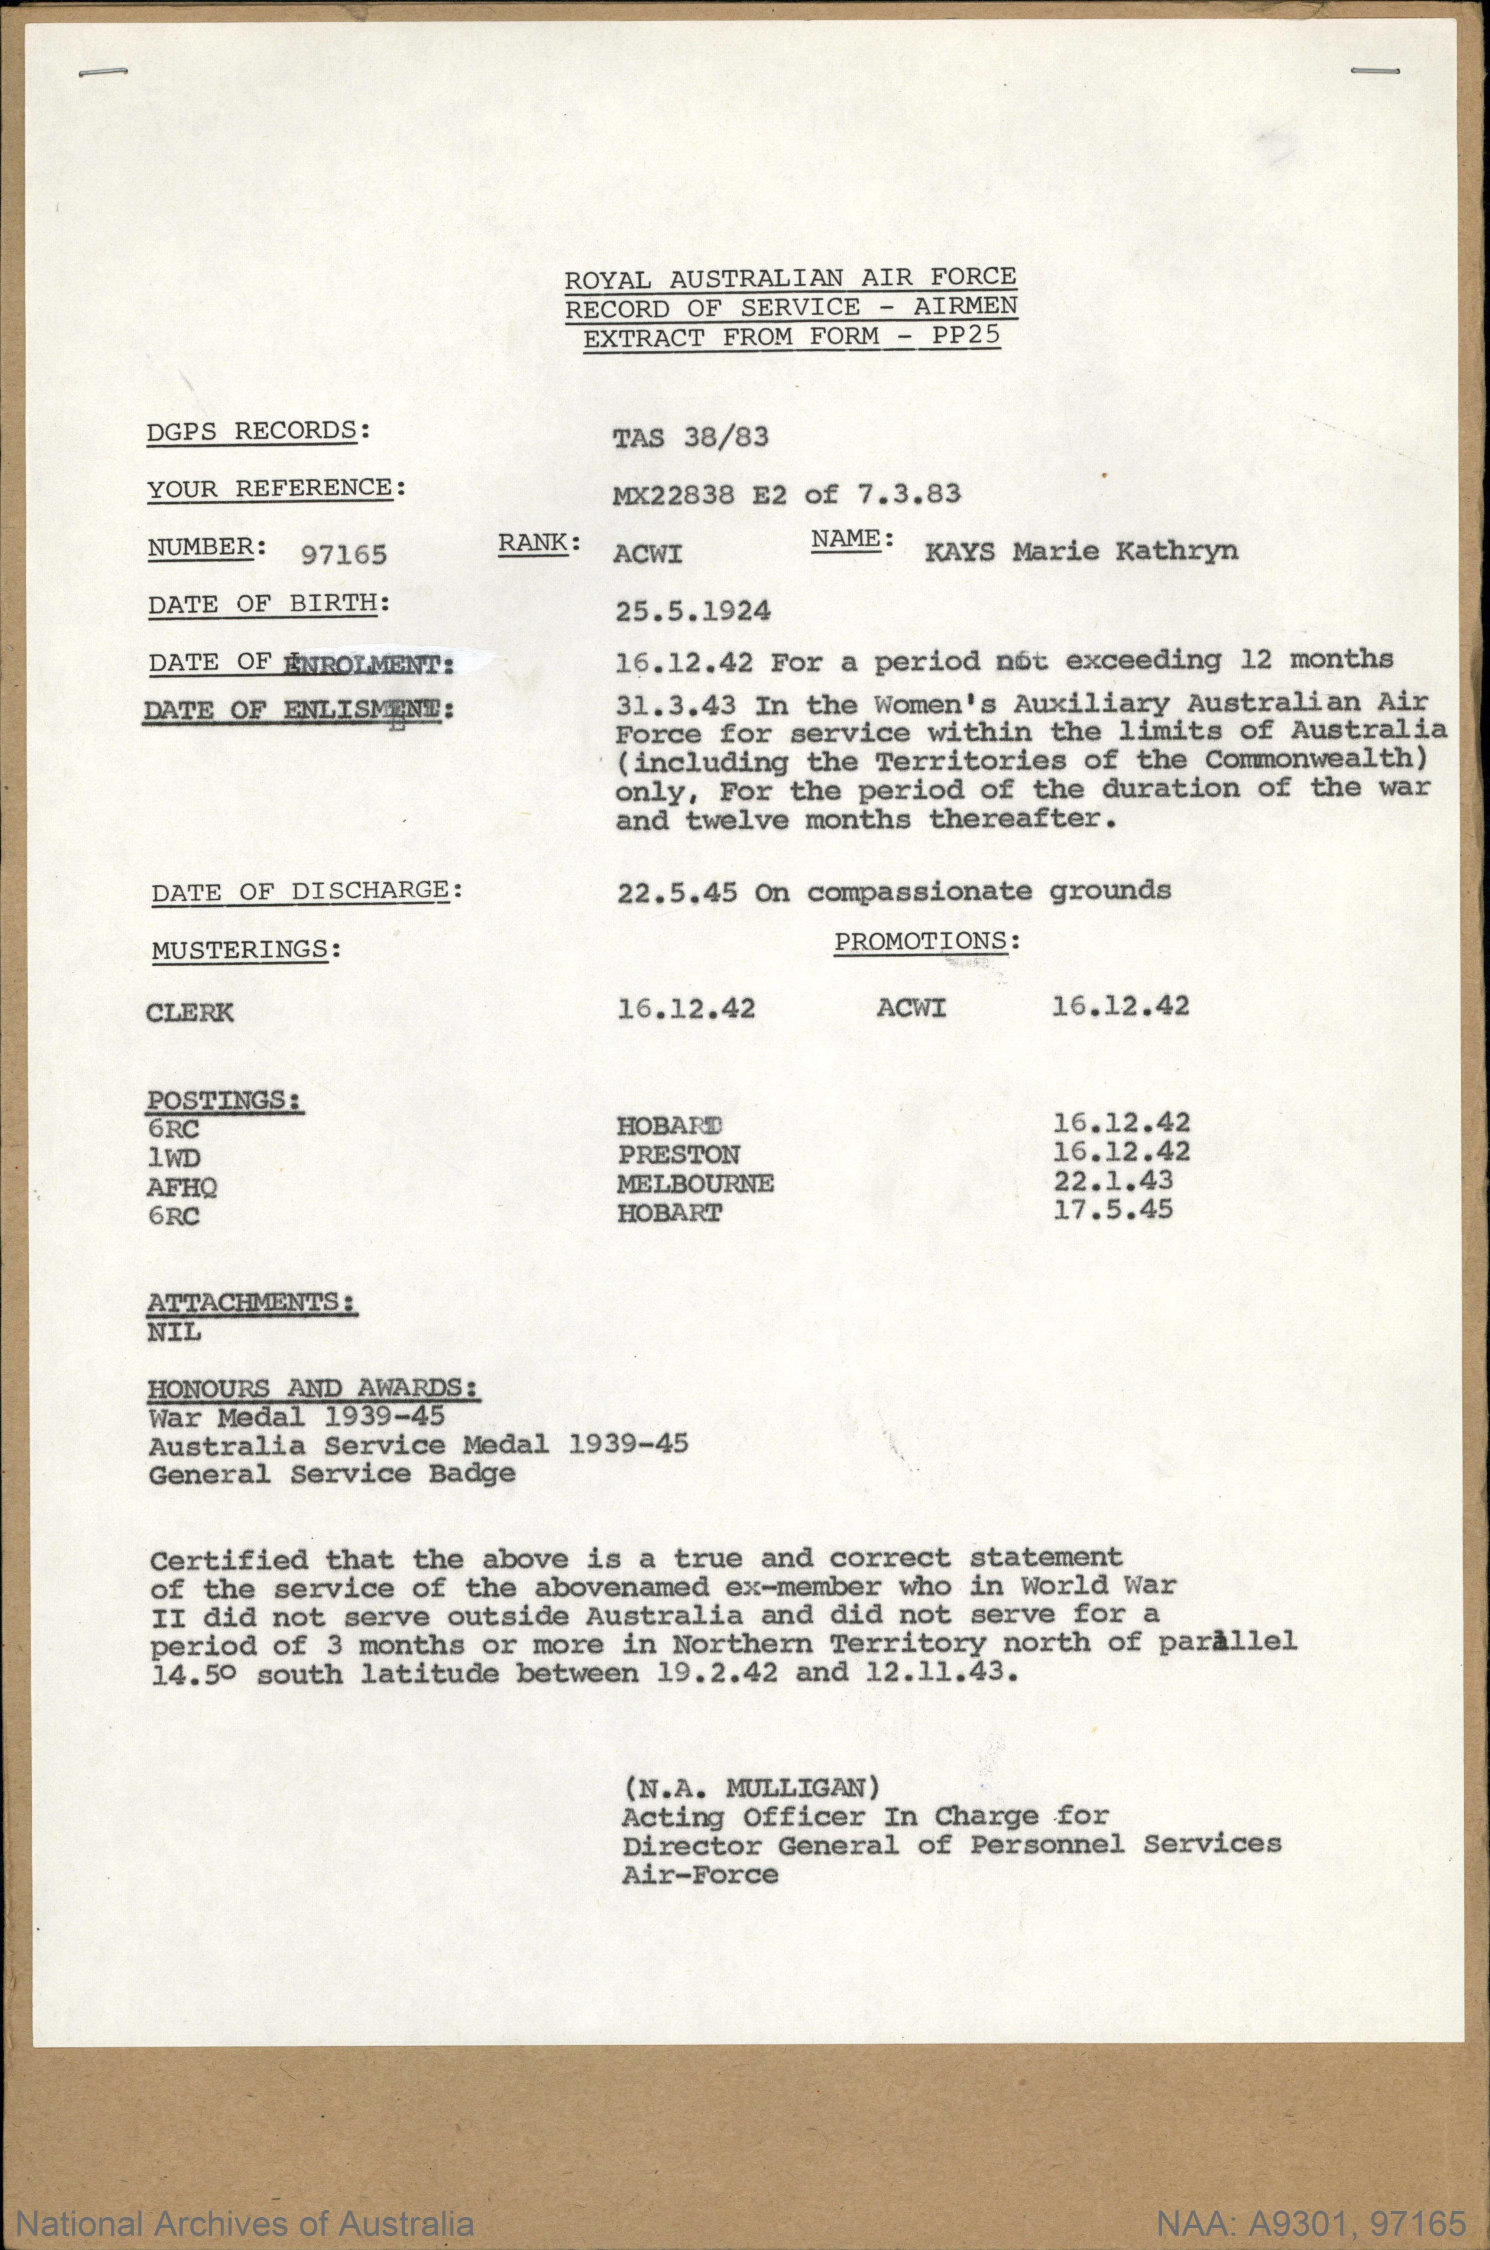 ROYAL AUSTRALIAN AIR FORCE
RECORD OF SERVICE - AIRMEN
EXTRACT FROM FORM - PP25
DGPS RECORDS: TAS 38/83
YOUR REFERENCE: MX22838 E2 of 7.3.83
NUMBER: 97165 RANK: ACWI NAME: KAYS Marie Kathryn
DATE OF BIRTH: 25.5.1924
DATE OF ENROLMENT: 16.12.42 For a period not exceeding 12 months
DATE OF ENLISMENT: 31.3.43 In the Women's Auxiliary Australian Air
Force for service within the limits of Australia
(including the Territories of the Commonwealth)
only, For the period of the duration of the war
and twelve months thereafter.
DATE OF DISCHARGE: 22.5.45 On compassionate grounds
MUSTERINGS: PROMOTIONS:
CLERK 16.12.42 ACWI 16.12.42
POSTINGS:
6RC HOBART 16.12.42
1WD PRESTON 16.12.42
AFHQ MELBOURNE 22.1.43
6RC HOBART 17.5.45
ATTACHMENTS:
NIL
HONOURS AND AWARDS:
War Medal 1939-45
Australia Service Medal 1939-45
General Service Badge
Certified that the above is a true and correct statement
of the service of the abovenamed ex-member who in World War
II did not serve outside Australia and did not serve for a
period of 3 months or more in Northern Territory north of parallel
14.5º south latitude between 19.2.42 and 12.11.43.
(N.A. MULLIGAN)
Acting Officer In Charge for
Director General of Personnel Services
Air-Force
National Archives of Australia NAA: A9301, 97165